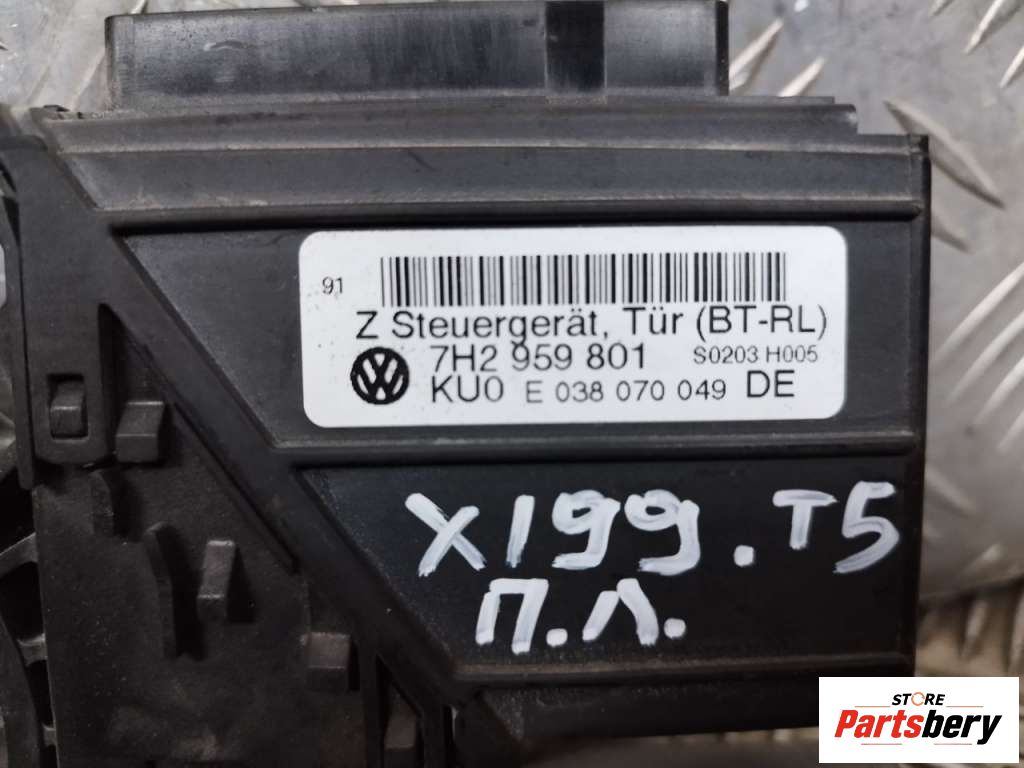 91
Z Steuergerät, Tür (BT-RL)
7H2 959 801 S0203 H005
KU0 E 038 070 049 DE
X199.T5
П.Л.
STORE
Partsbery